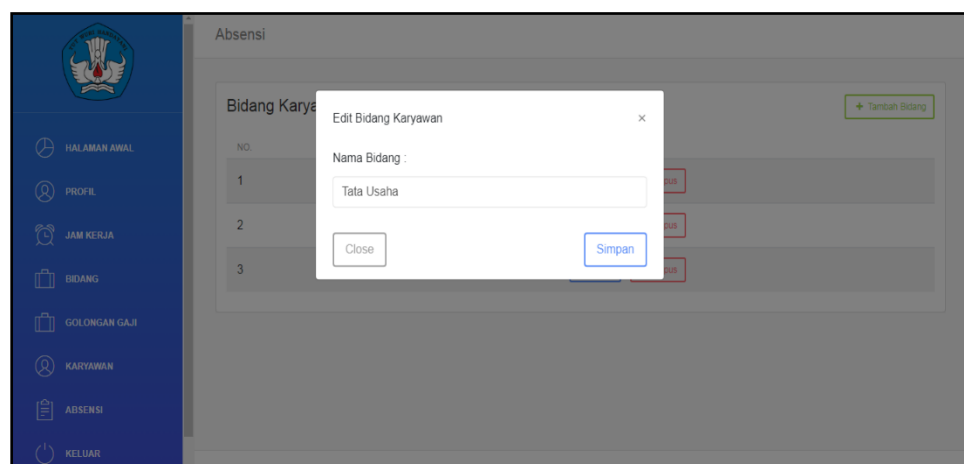 Absensi
Bidang Karya
+ Tambah Bidang
Edit Bidang Karyawan
×
Nama Bidang :
Tata Usaha
Close
Simpan
NO.
1
2
3
HALAMAN AWAL
PROFIL
JAM KERJA
BIDANG
GOLONGAN GAJI
KARYAWAN
ABSENSI
KELUAR